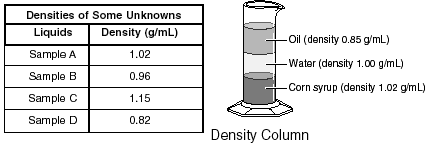 Densities of Some Unknowns
Liquids Density (g/mL)
Sample A 1.02
Sample B 0.96
Sample C 1.15
Sample D 0.82
Oil (density 0.85 g/mL)
Water (density 1.00 g/mL)
Corn syrup (density 1.02 g/mL)
Density Column